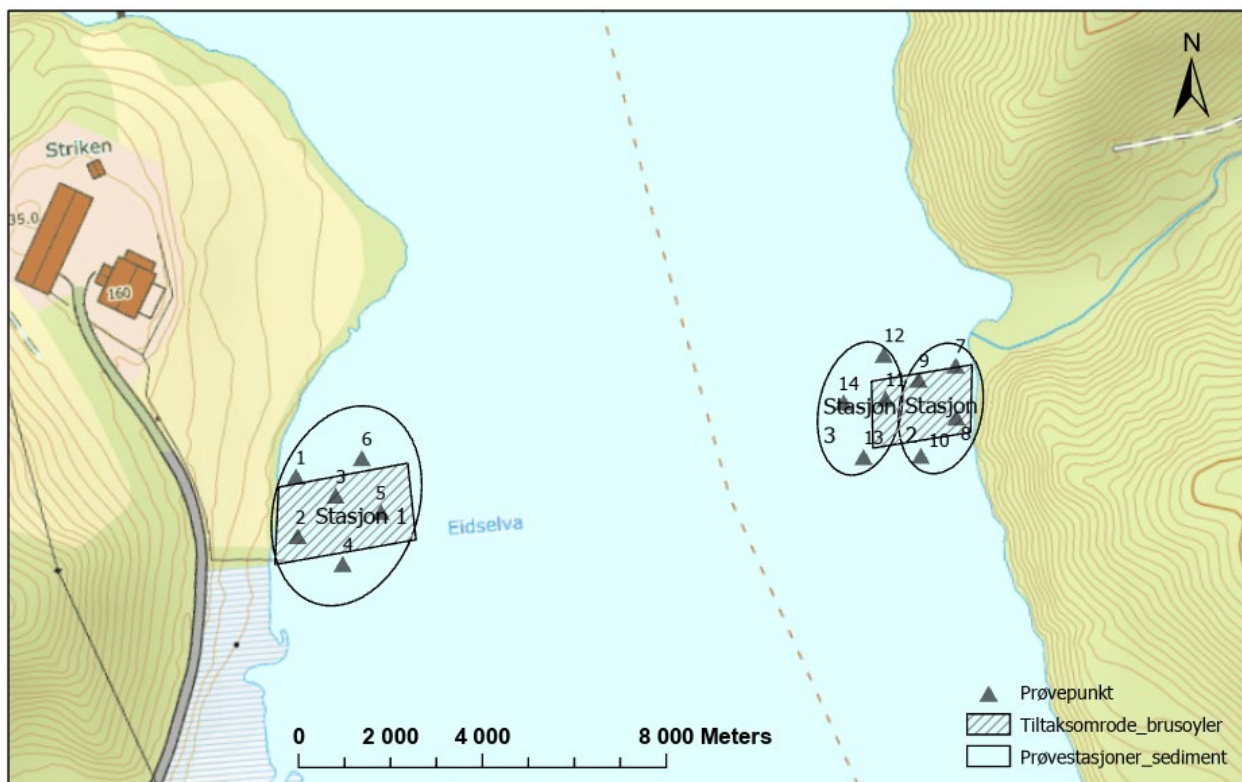 N
Striken
35.0
160
12
7
9
14
11
Stasjon
Stasjon
3
13
2
10
8
6
1
3
5
Stasjon 1
2
4
Eidselva
Prøvepunkt
Tiltaksomrode_brusoyler
Prøvestasjoner_sediment
0 2 000 4 000 8 000 Meters